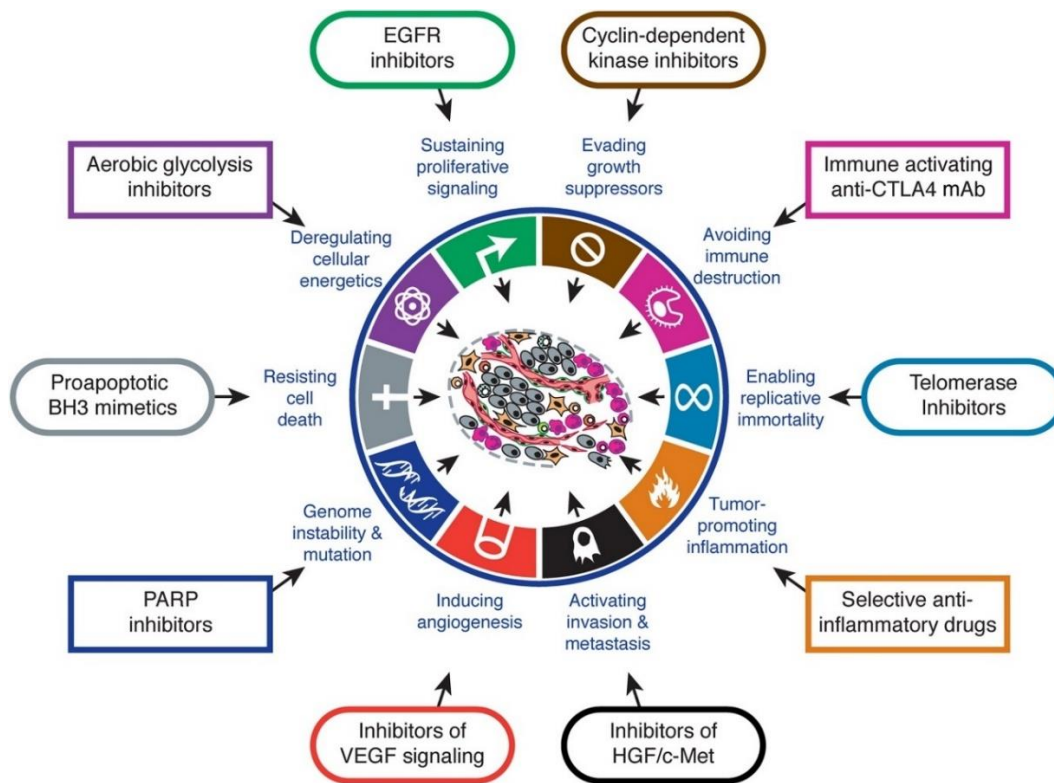 EGFR
inhibitors
Cyclin-dependent
kinase inhibitors
Sustaining
proliferative
signaling
Evading
growth
suppressors
Aerobic glycolysis
inhibitors
Immune activating
anti-CTLA4 mAb
Deregulating
cellular
energetics
Avoiding
immune
destruction
Proapoptotic
BH3 mimetics
Resisting
cell
death
Enabling
replicative
immortality
Telomerase
Inhibitors
Genome
instability &
mutation
Tumor-
promoting
inflammation
PARP
inhibitors
Inducing
angiogenesis
Activating
invasion &
metastasis
Selective anti-
inflammatory drugs
Inhibitors of
VEGF signaling
Inhibitors of
HGF/c-Met